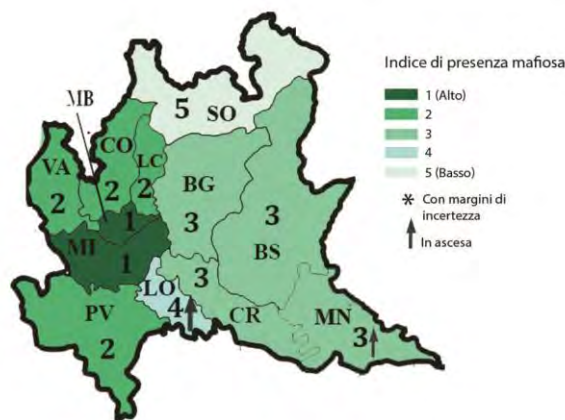 Indice di presenza mafiosa
1 (Alto)
2
3
4
5 (Basso)
* Con margini di
incertezza
In ascesa
5 SO
MB
CO
2
LC
2
VA
2
BG
3
3
BS
1
MI
1
LO
4
3
CR
MN
3
PV
2